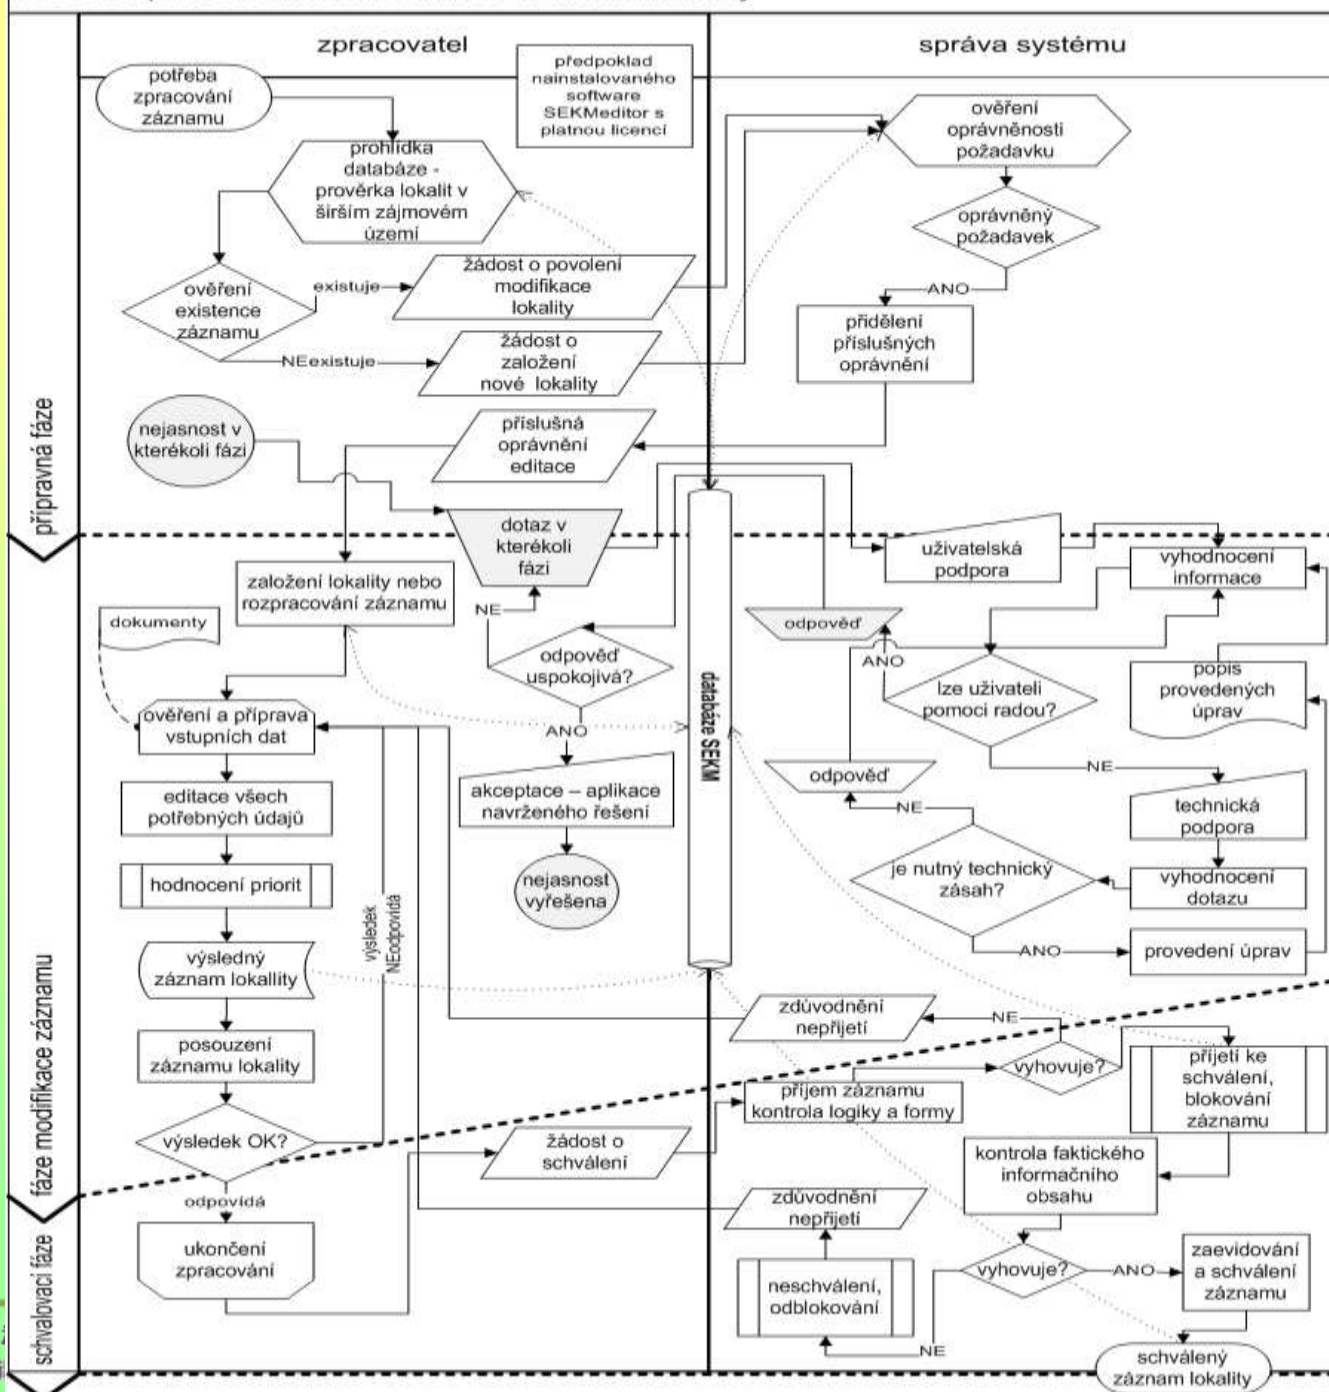 zpracovatel
správa systému
předpoklad
nainstalovaného
software
SEKMeditor s
platnou licencí
potřeba
zpracování
záznamu
prohlídka
databáze -
prověrka lokalit v
širším zájmovém
území
ověření
oprávněnosti
požadavku
oprávněný
požadavek
ověření
existence
záznamu
existuje
žádost o povolení
modifikace
lokality
ANO
NEexistuje
žádost o
založení
nové lokality
přidělení
příslušných
oprávnění
přípravná fáze
nejasnost v
kterékoli fázi
příslušná
oprávnění
editace
dotaz v
kterékoli
fázi
uživatelská
podpora
vyhodnocení
informace
založení lokality nebo
rozpracování záznamu
dokumenty
NE
odpověď
uspokojivá?
odpověď
ANO
lze uživateli
pomoci radou?
popis
provedených
úprav
databáze SEKM
ověření a příprava
vstupních dat
ANO
akceptace – aplikace
navrženého řešení
odpověď
NE
NE
technická
podpora
editace všech
potřebných údajů
hodnocení priorit
nejasnost
vyřešena
je nutný technický
zásah?
vyhodnocení
dotazu
ANO
provedení úprav
výsledek
NEodpovídá
výsledný
záznam lokallity
fáze modifikace záznamu
posouzení
záznamu lokality
zdůvodnění
nepřijetí
NE
vyhovuje?
příjetí ke
schválení,
blokování
záznamu
příjem záznamu
kontrola logiky a formy
výsledek OK?
žádost o
schválení
kontrola faktického
informačního
obsahu
odpovídá
zdůvodnění
nepřijetí
ukončení
zpracování
schvalovací fáze
neschválení,
odblokování
vyhovuje?
ANO
NE
zaevidování
a schválení
záznamu
schválený
záznam lokality